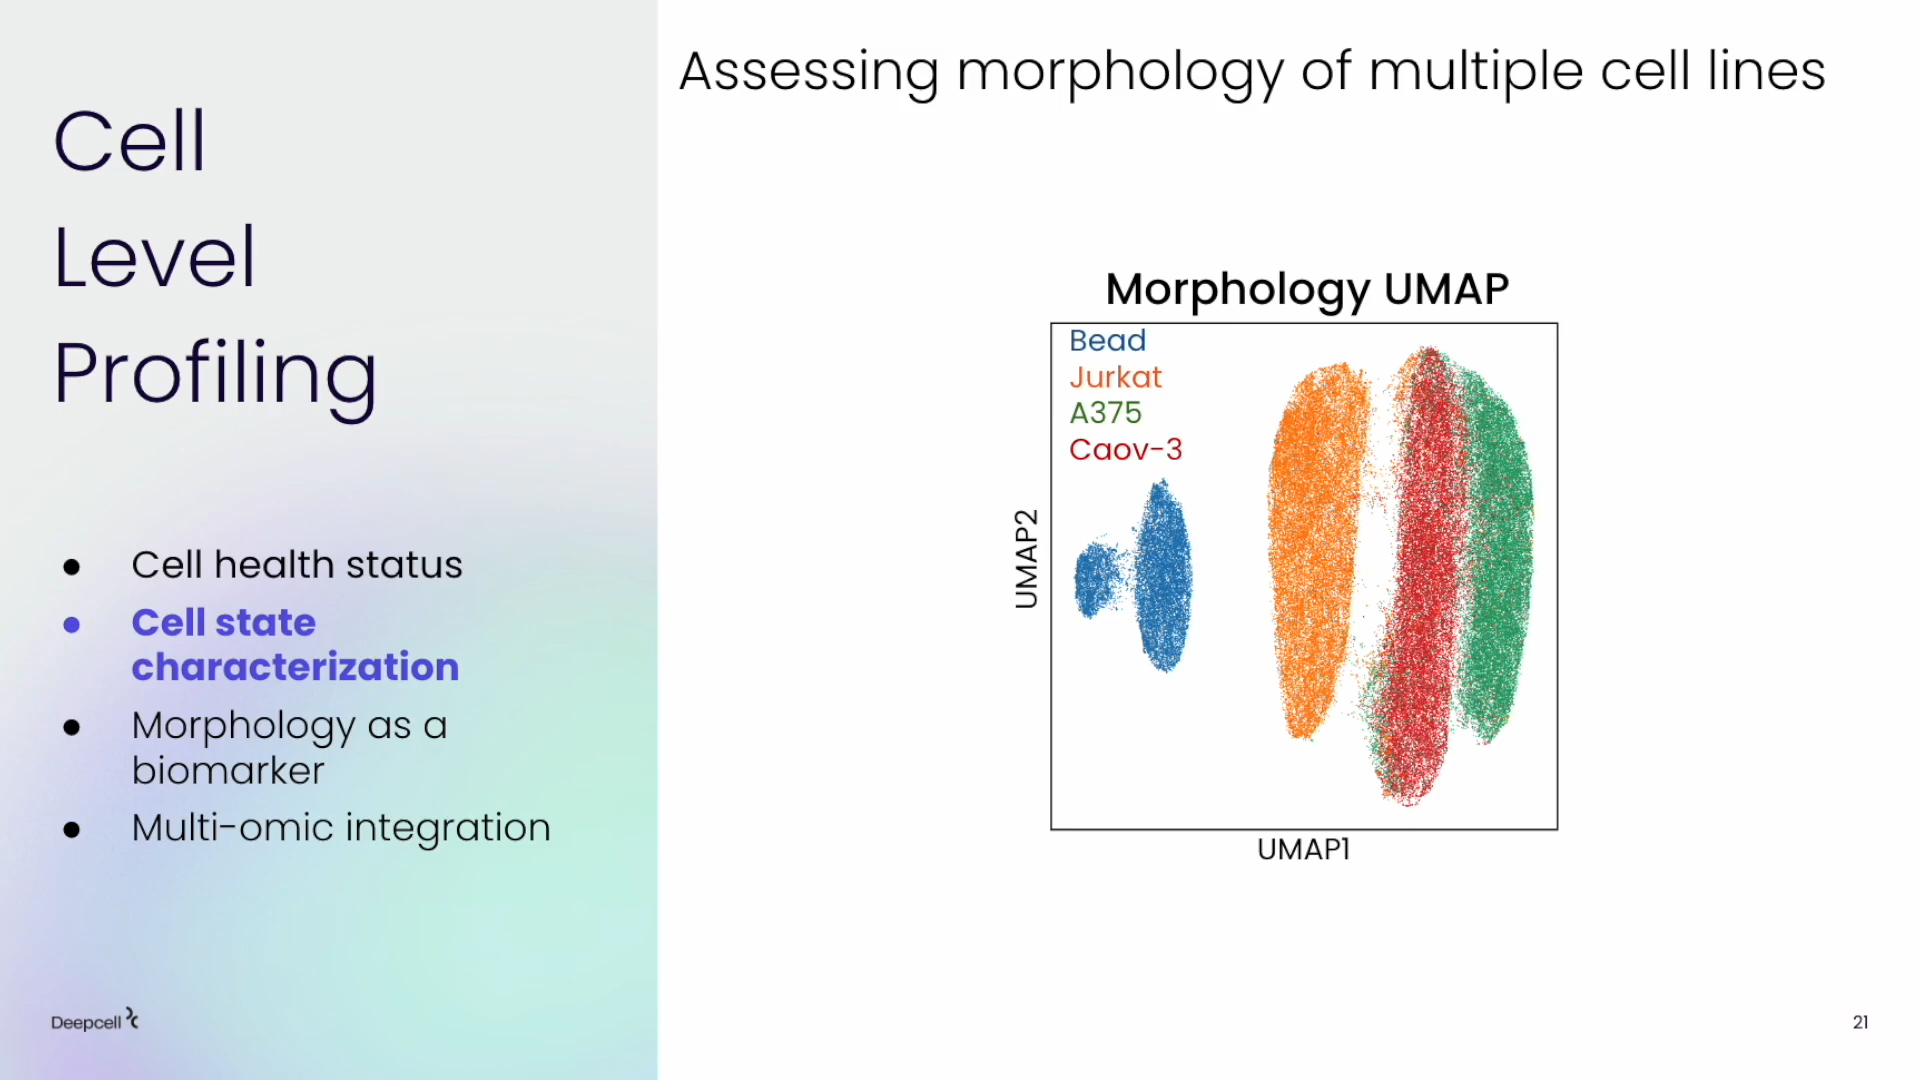 Cell
Level
Profiling
● Cell health status
● Cell state
characterization
● Morphology as a
biomarker
● Multi-omic integration
Deepcell
Assessing morphology of multiple cell lines
Morphology UMAP
Bead
Jurkat
A375
Caov-3
UMAP2
UMAP1
21